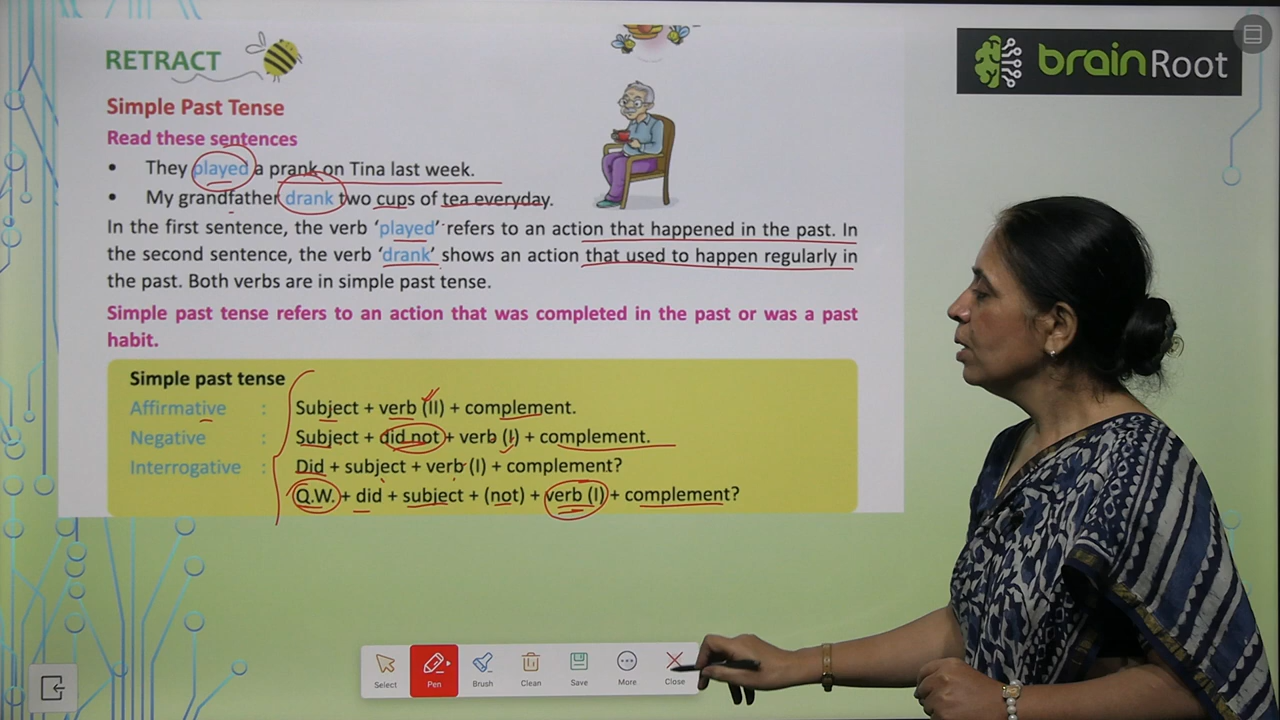 RETRACT
brainRoot
Simple Past Tense
Read these sentences
• They played a prank on Tina last week.
• My grandfather drank two cups of tea everyday.
In the first sentence, the verb ‘played’ refers to an action that happened in the past. In
the second sentence, the verb ‘drank’ shows an action that used to happen regularly in
the past. Both verbs are in simple past tense.
Simple past tense refers to an action that was completed in the past or was a past
habit.
Simple past tense
Affirmative : Subject + verb (II) + complement.
Negative : Subject + did not + verb (I) + complement.
Interrogative : Did + subject + verb (I) + complement?
Q.W. + did + subject + (not) + verb (I) + complement?
Select Pen Brush Clean Save More Close